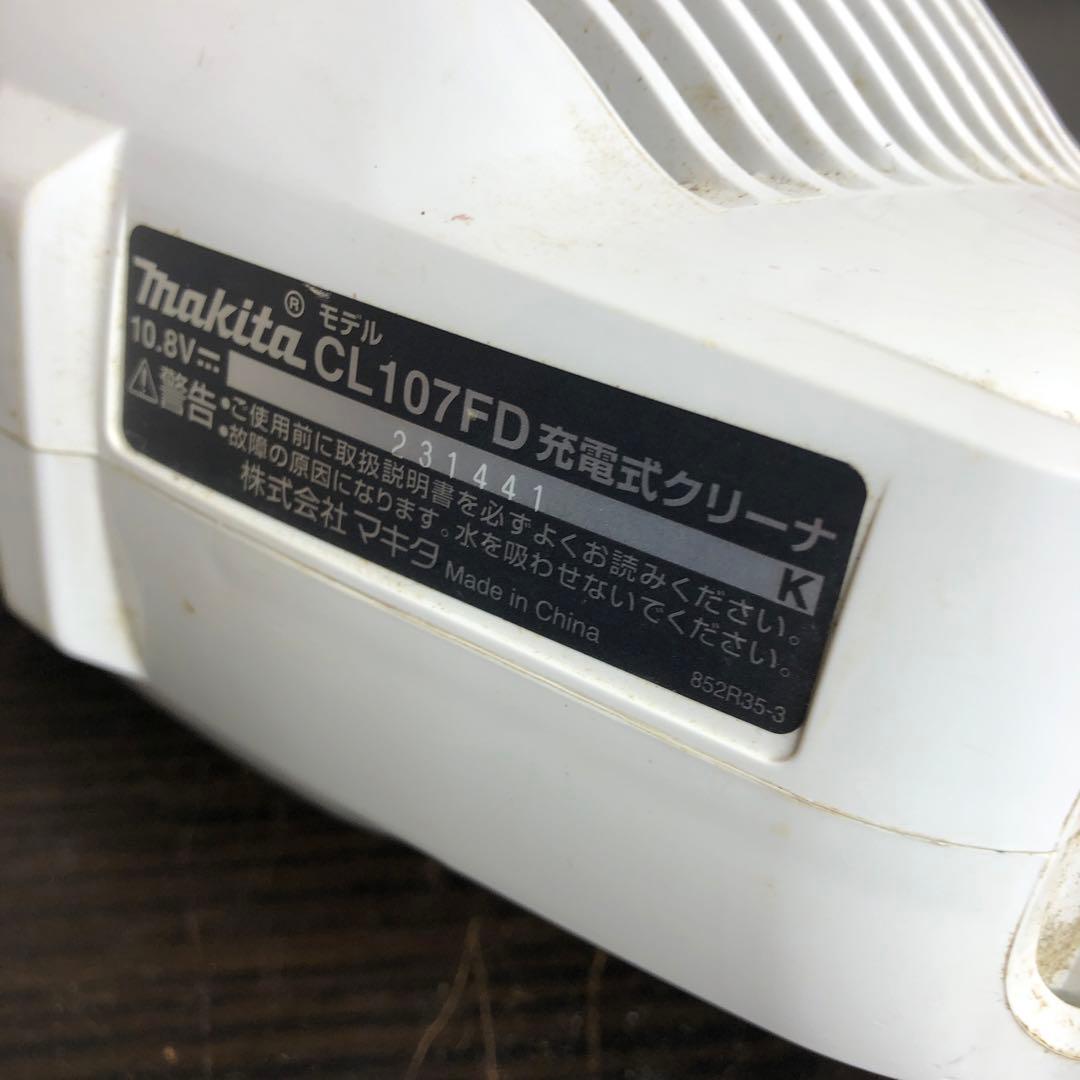 makita® モデル CL107FD 充電式クリーナ
10.8V⎓ 231441 K
⚠警告 •ご使用前に取扱説明書を必ずよくお読みください。
•故障の原因になります。水を吸わせないでください。
株式会社 マキタ Made in China
852R35-3